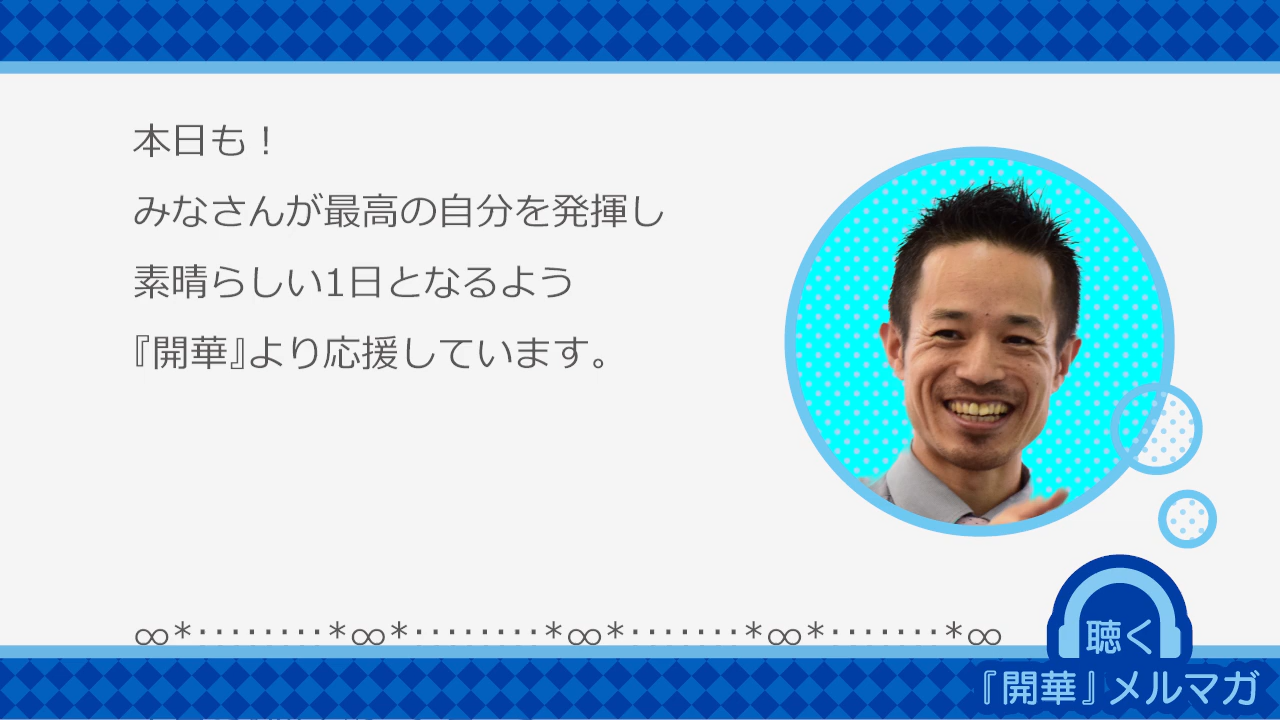 本日も！
みなさんが最高の自分を発揮し
素晴らしい1日となるよう
『開華』より応援しています。
∞*········*∞*········*∞*·······*∞*·······*∞
聴く
『開華』メルマガ